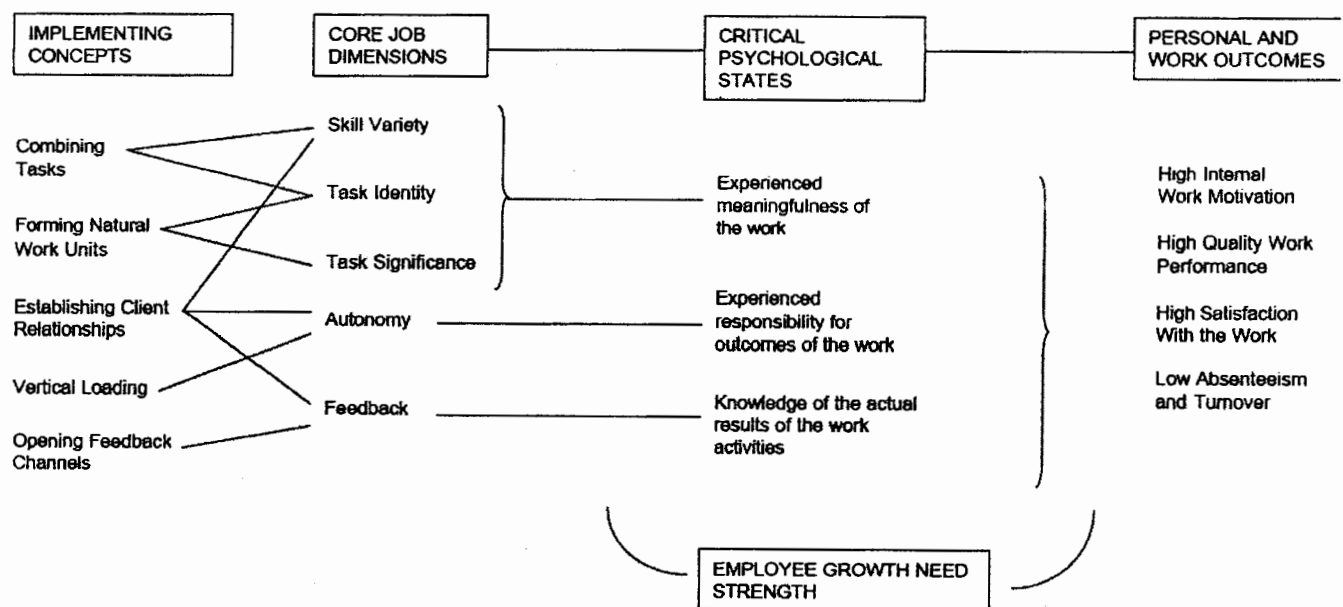 IMPLEMENTING
CONCEPTS
CORE JOB
DIMENSIONS
CRITICAL
PSYCHOLOGICAL
STATES
PERSONAL AND
WORK OUTCOMES
Combining
Tasks
Forming Natural
Work Units
Establishing Client
Relationships
Vertical Loading
Opening Feedback
Channels
Skill Variety
Task Identity
Task Significance
Autonomy
Feedback
Experienced
meaningfulness of
the work
Experienced
responsibility for
outcomes of the work
Knowledge of the actual
results of the work
activities
High Internal
Work Motivation
High Quality Work
Performance
High Satisfaction
With the Work
Low Absenteeism
and Turnover
EMPLOYEE GROWTH NEED
STRENGTH